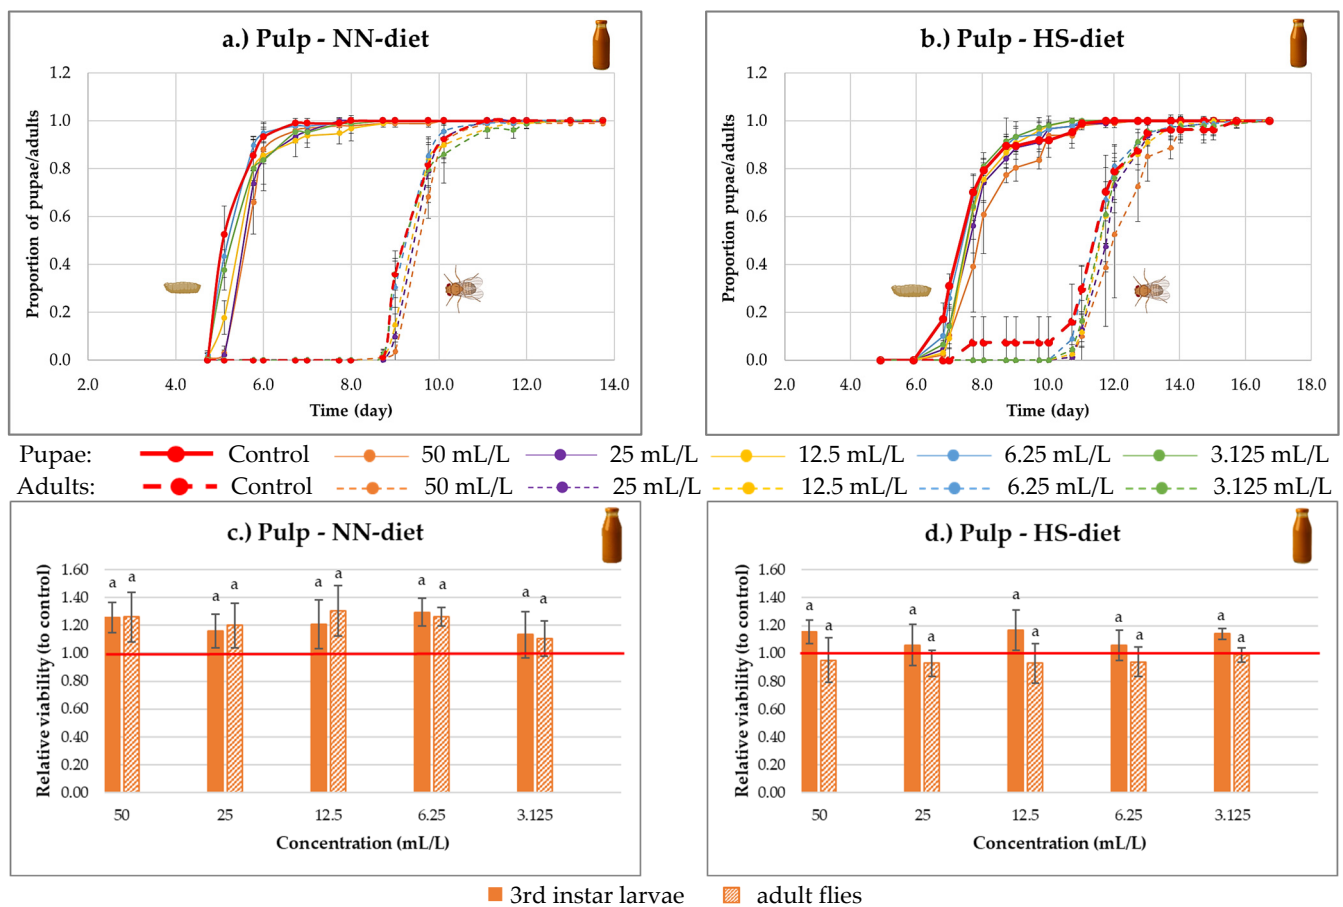 a.) Pulp - NN-diet
Proportion of pupae/adults
1.2
1.0
0.8
0.6
0.4
0.2
0.0
2.0 4.0 6.0 8.0 10.0 12.0 14.0
Time (day)
b.) Pulp - HS-diet
Proportion pupae/adults
1.2
1.0
0.8
0.6
0.4
0.2
0.0
2.0 4.0 6.0 8.0 10.0 12.0 14.0 16.0 18.0
Time (day)
Pupae: Control 50 mL/L 25 mL/L 12.5 mL/L 6.25 mL/L 3.125 mL/L
Adults: Control 50 mL/L 25 mL/L 12.5 mL/L 6.25 mL/L 3.125 mL/L
c.) Pulp - NN-diet
Relative viability (to control)
1.60
1.40
1.20
1.00
0.80
0.60
0.40
0.20
0.00
a a a a a a a a a a
50 25 12.5 6.25 3.125
Concentration (mL/L)
d.) Pulp - HS-diet
Relative viability (to control)
1.60
1.40
1.20
1.00
0.80
0.60
0.40
0.20
0.00
a a a a a a a a a a
50 25 12.5 6.25 3.125
Concentration (mL/L)
3rd instar larvae adult flies